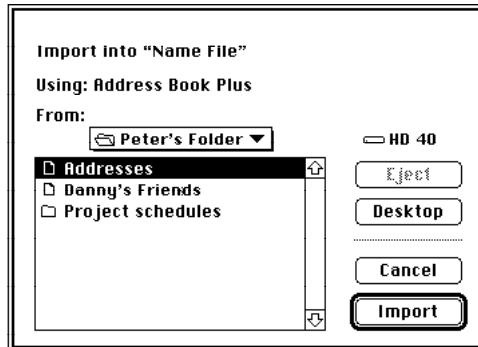 Import into “Name File”
Using: Address Book Plus
From:
Peter's Folder
HD 40
Addresses
Danny's Friends
Project schedules
Eject
Desktop
Cancel
Import